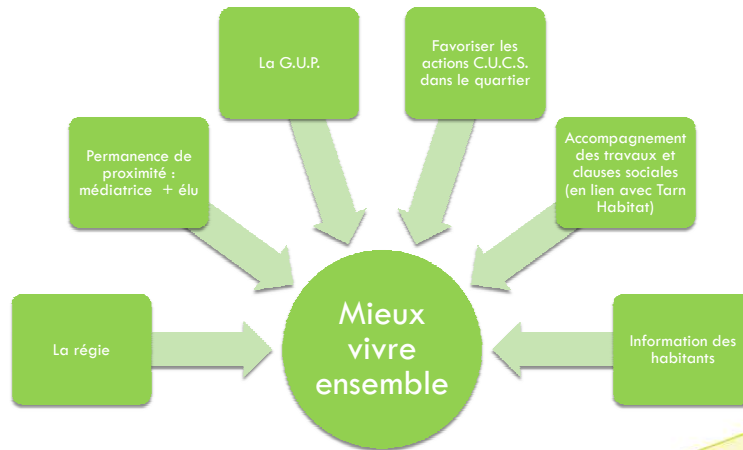 La G.U.P.
Favoriser les
actions C.U.C.S.
dans le quartier
Permanence de
proximité :
médiatrice + élu
Accompagnement
des travaux et
clauses sociales
(en lien avec Tarn
Habitat)
La régie
Mieux
vivre
ensemble
Information des
habitants